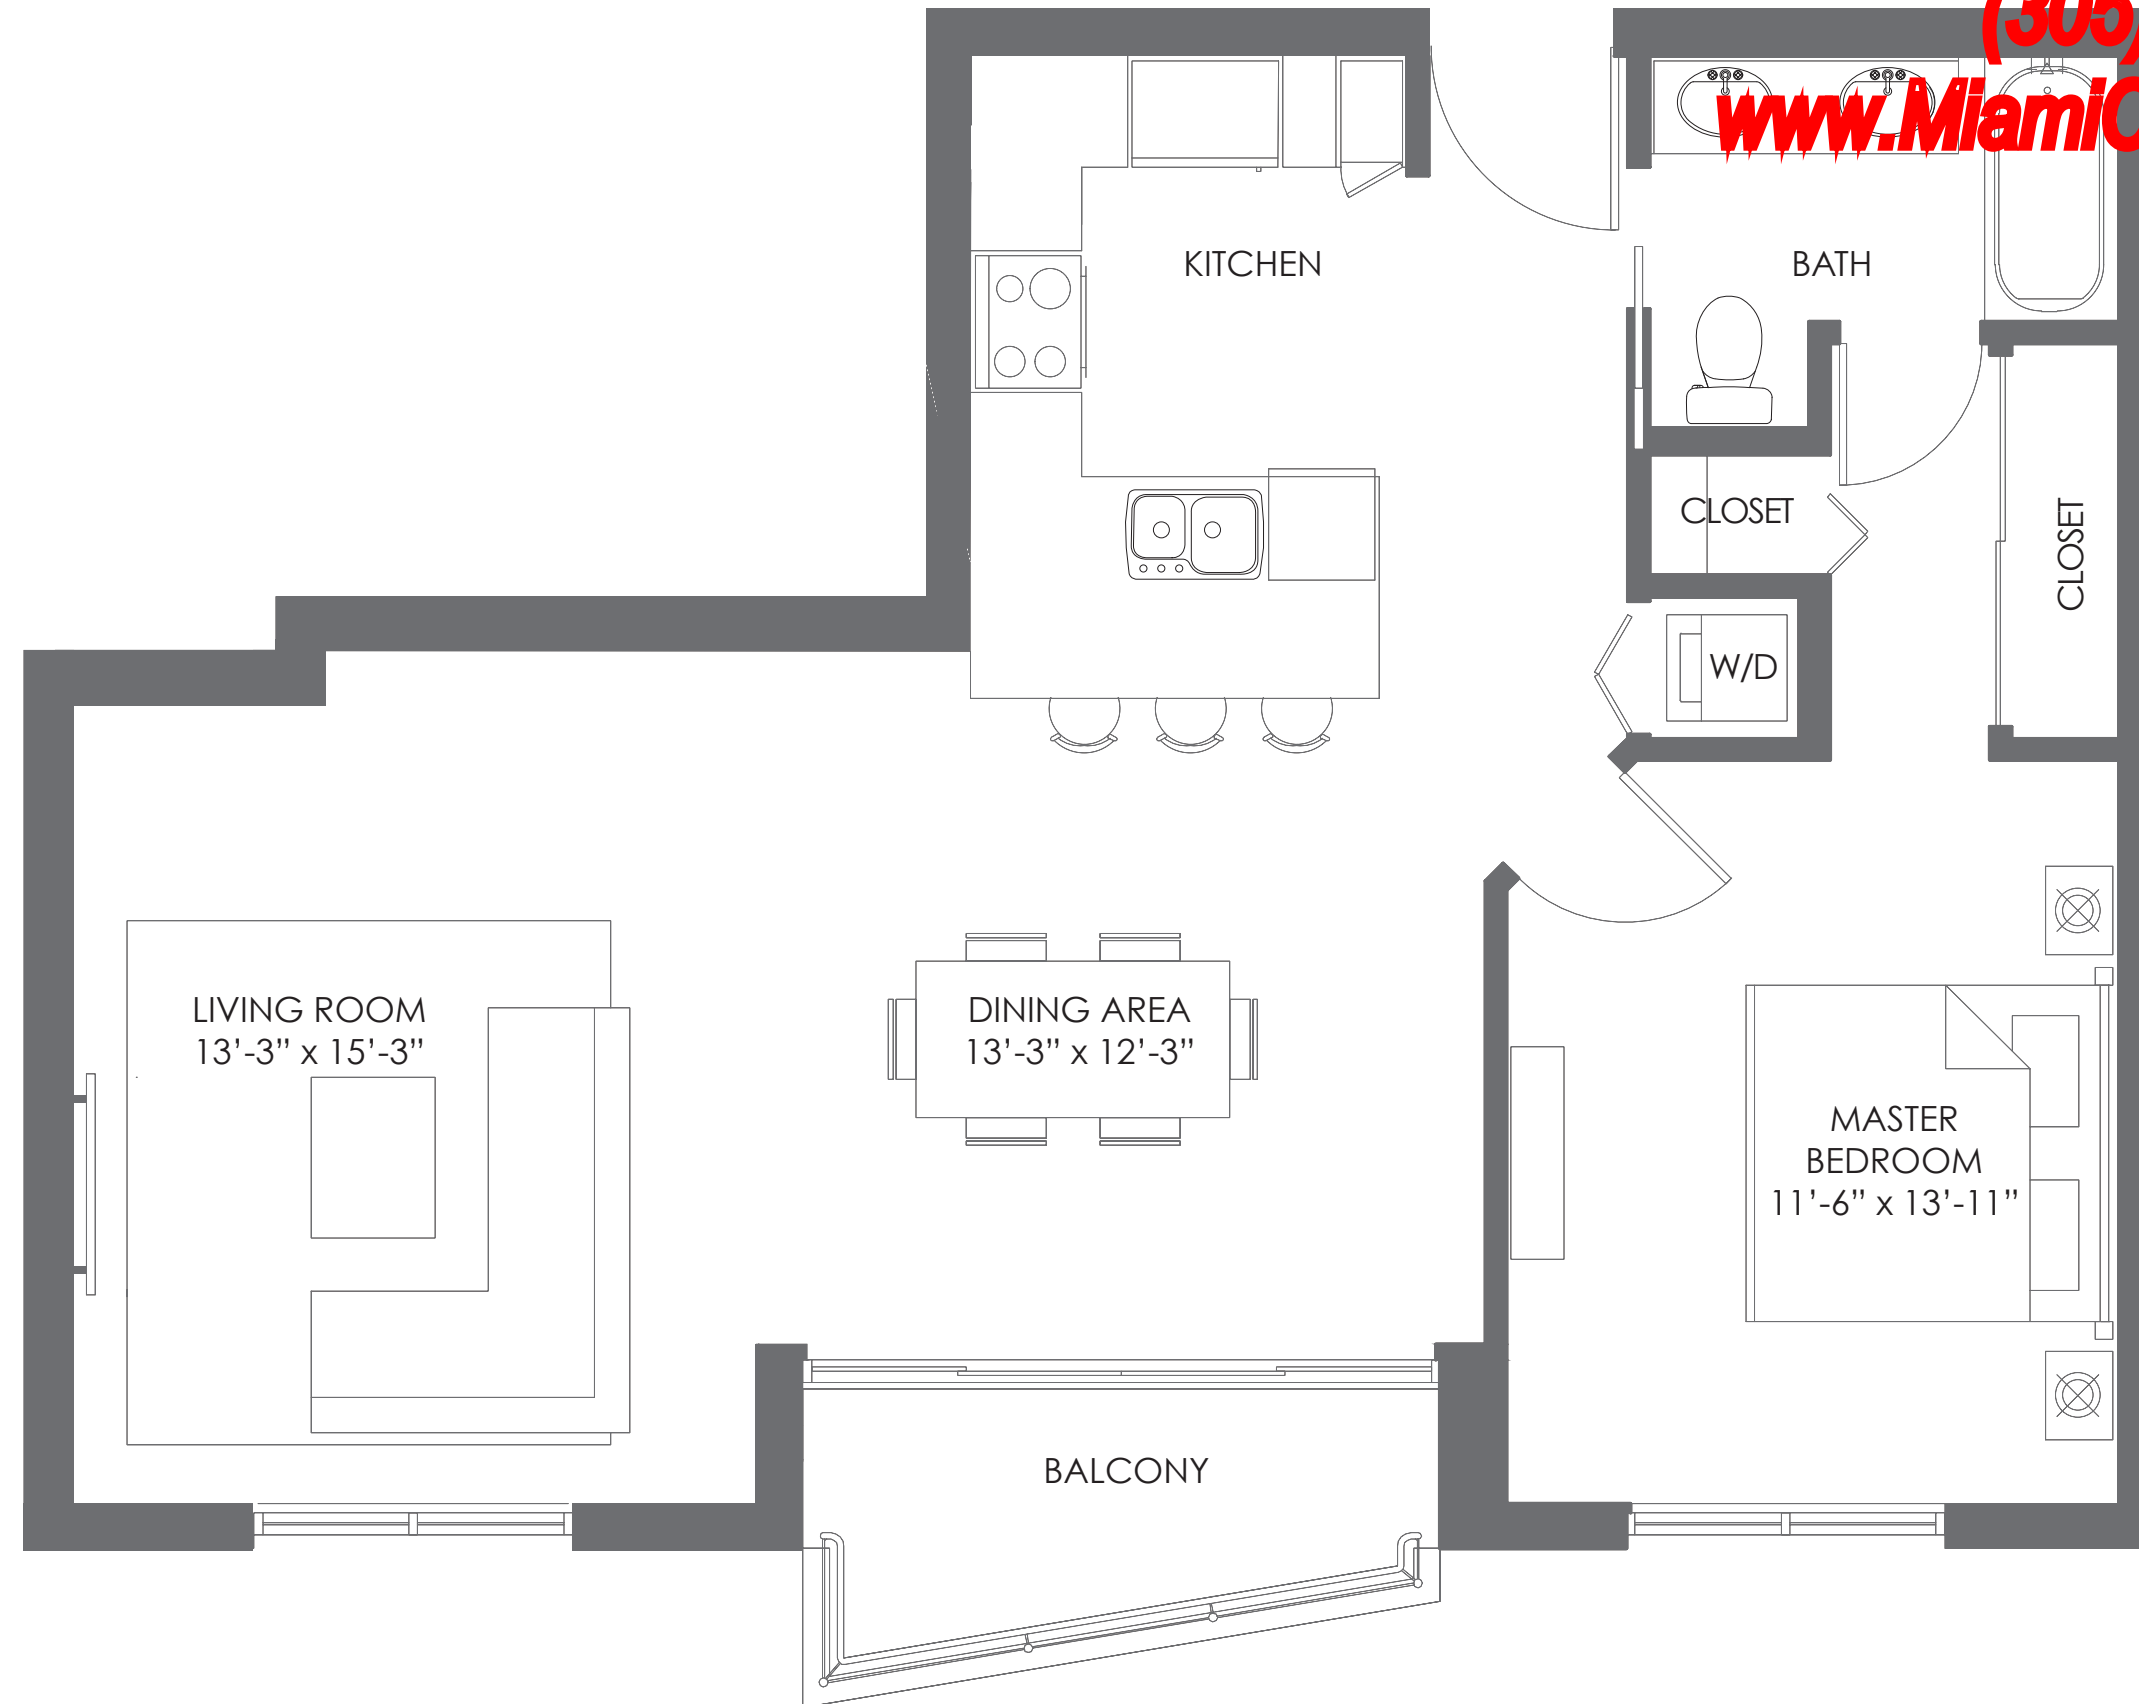 (305)
www.MiamiC
KITCHEN
BATH
CLOSET
CLOSET
W/D
LIVING ROOM
13’-3” x 15’-3”
DINING AREA
13’-3” x 12’-3”
MASTER
BEDROOM
11’-6” x 13’-11”
BALCONY